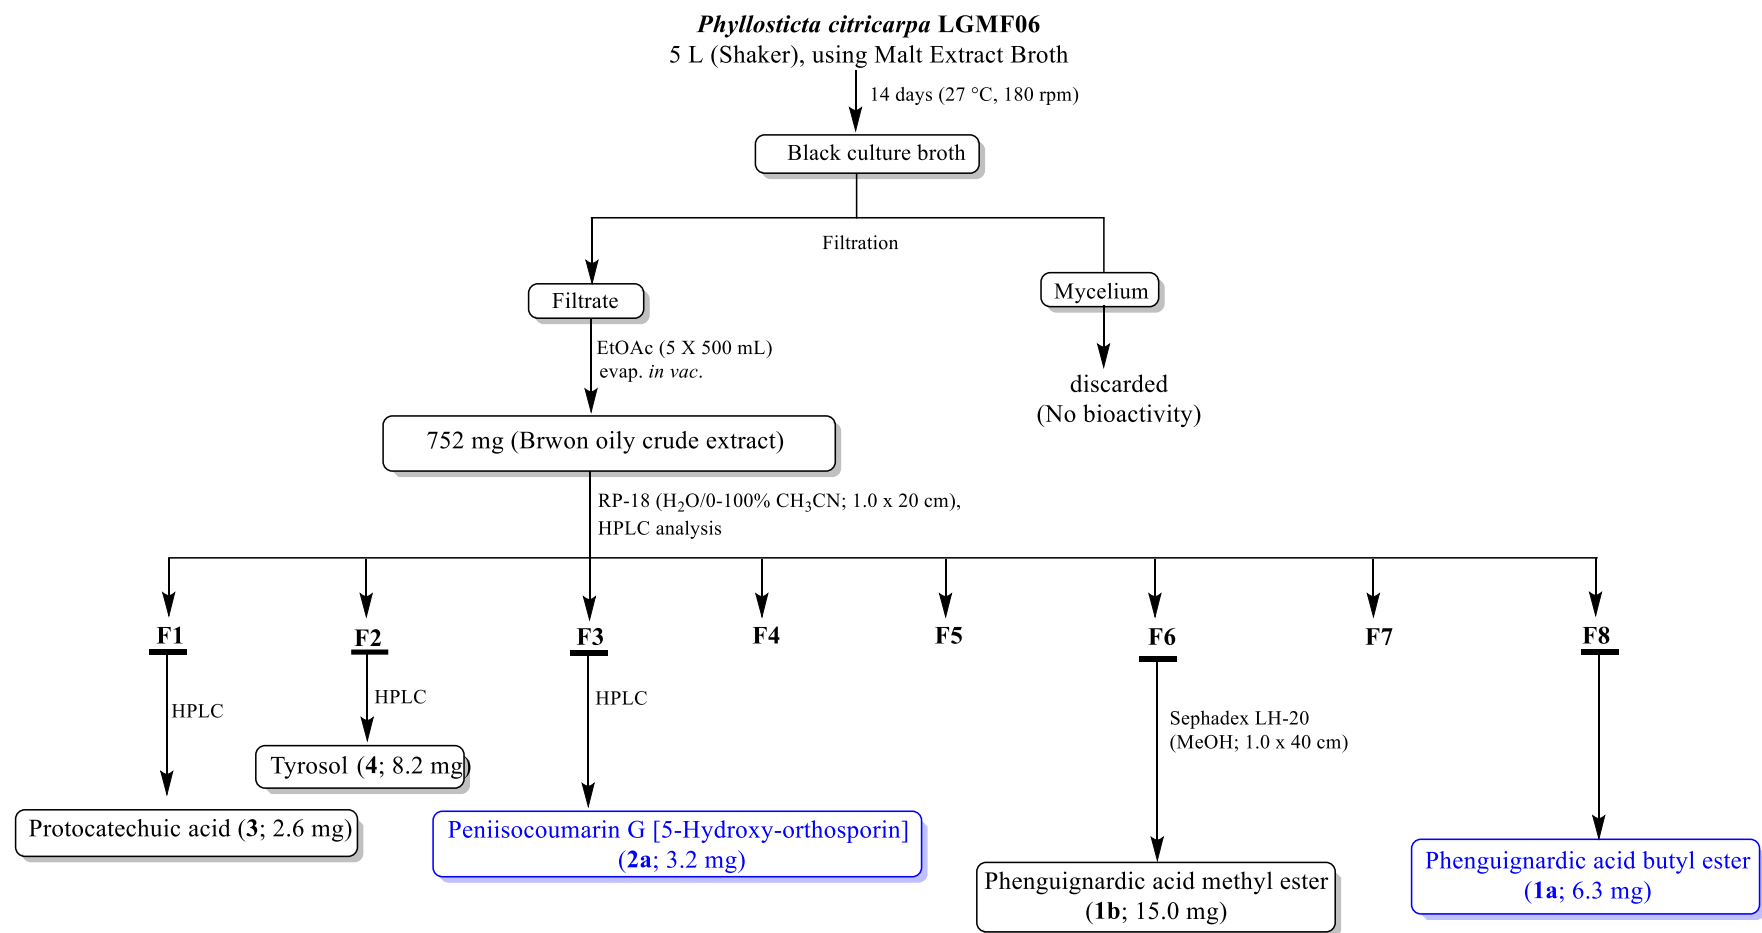 Phyllosticta citricarpa LGMF06
5 L (Shaker), using Malt Extract Broth
14 days (27 °C, 180 rpm)
Black culture broth
Filtration
Filtrate
Mycelium
EtOAc (5 X 500 mL)
evap. in vac.
discarded
(No bioactivity)
752 mg (Brwon oily crude extract)
RP-18 (H₂O/0-100% CH₃CN; 1.0 x 20 cm),
HPLC analysis
F1 F2 F3 F4 F5 F6 F7 F8
HPLC
HPLC
HPLC
Sephadex LH-20
(MeOH; 1.0 x 40 cm)
Tyrosol (4; 8.2 mg)
Protocatechuic acid (3; 2.6 mg)
Peniisocoumarin G [5-Hydroxy-orthosporin]
(2a; 3.2 mg)
Phenguignardic acid methyl ester
(1b; 15.0 mg)
Phenguignardic acid butyl ester
(1a; 6.3 mg)